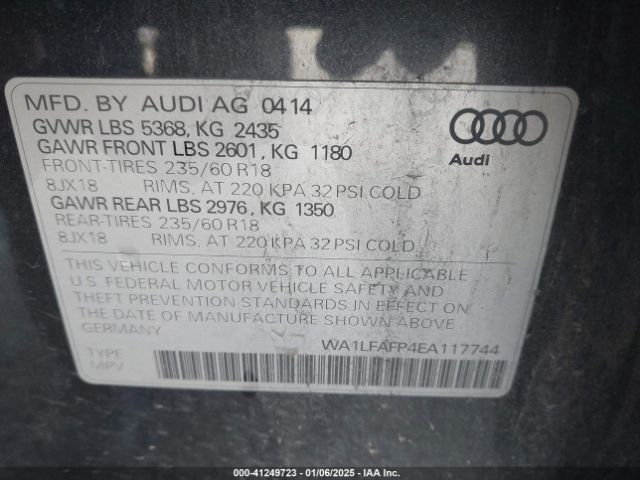 MFD. BY AUDI AG 0414
GVWR LBS 5368, KG 2435
GAWR FRONT LBS 2601, KG 1180
FRONT-TIRES 235/60 R18
8JX18 RIMS, AT 220 KPA 32 PSI COLD
GAWR REAR LBS 2976, KG 1350
REAR-TIRES 235/60 R18
8JX18 RIMS, AT 220 KPA 32 PSI COLD
Audi
THIS VEHICLE CONFORMS TO ALL APPLICABLE
U.S. FEDERAL MOTOR VEHICLE SAFETY AND
THEFT PREVENTION STANDARDS IN EFFECT ON
THE DATE OF MANUFACTURE SHOWN ABOVE
GERMANY
WA1LFAFP4EA117744
TYPE
MPV
000-41249723 - 01/06/2025 - IAA Inc.